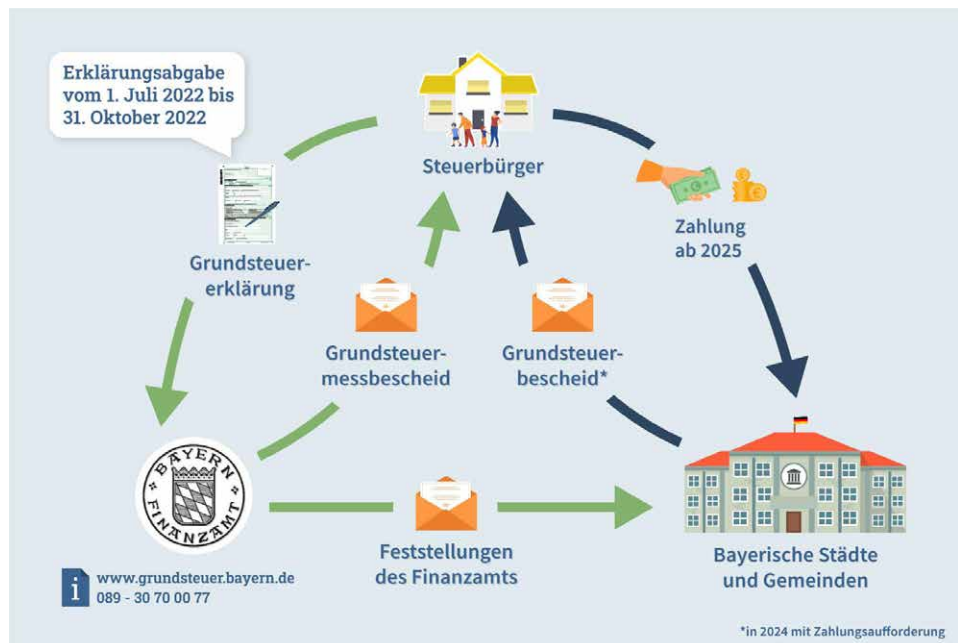 Erklärungsabgabe
vom 1. Juli 2022 bis
31. Oktober 2022
Steuerbürger
Grundsteuer-
erklärung
Zahlung
ab 2025
Grundsteuer-
messbescheid
Grundsteuer-
bescheid*
BAYERN
FINANZAMT
Feststellungen
des Finanzamts
Bayerische Städte
und Gemeinden
i
www.grundsteuer.bayern.de
089 - 30 70 00 77
*in 2024 mit Zahlungsaufforderung